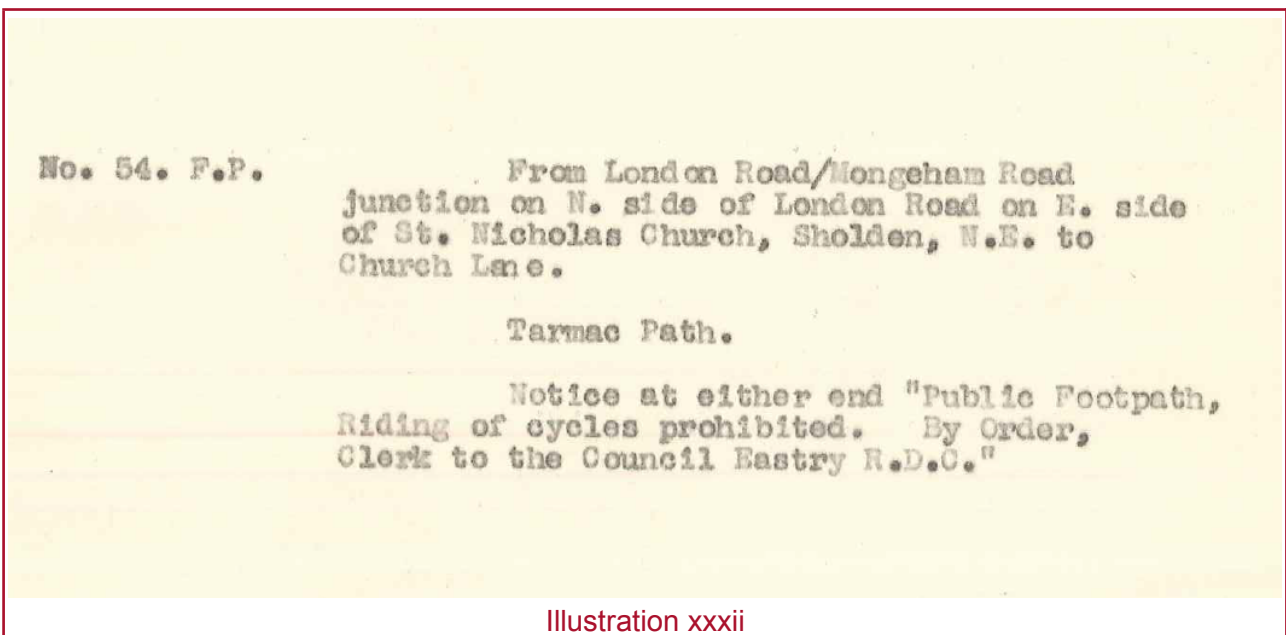 No. 54. F.P. From London Road/Mongeham Road
junction on N. side of London Road on E. side
of St. Nicholas Church, Sholden, N.E. to
Church Lane.
Tarmac Path.
Notice at either end "Public Footpath,
Riding of cycles prohibited. By Order,
Clerk to the Council Eastry R.D.C."
Illustration xxxii